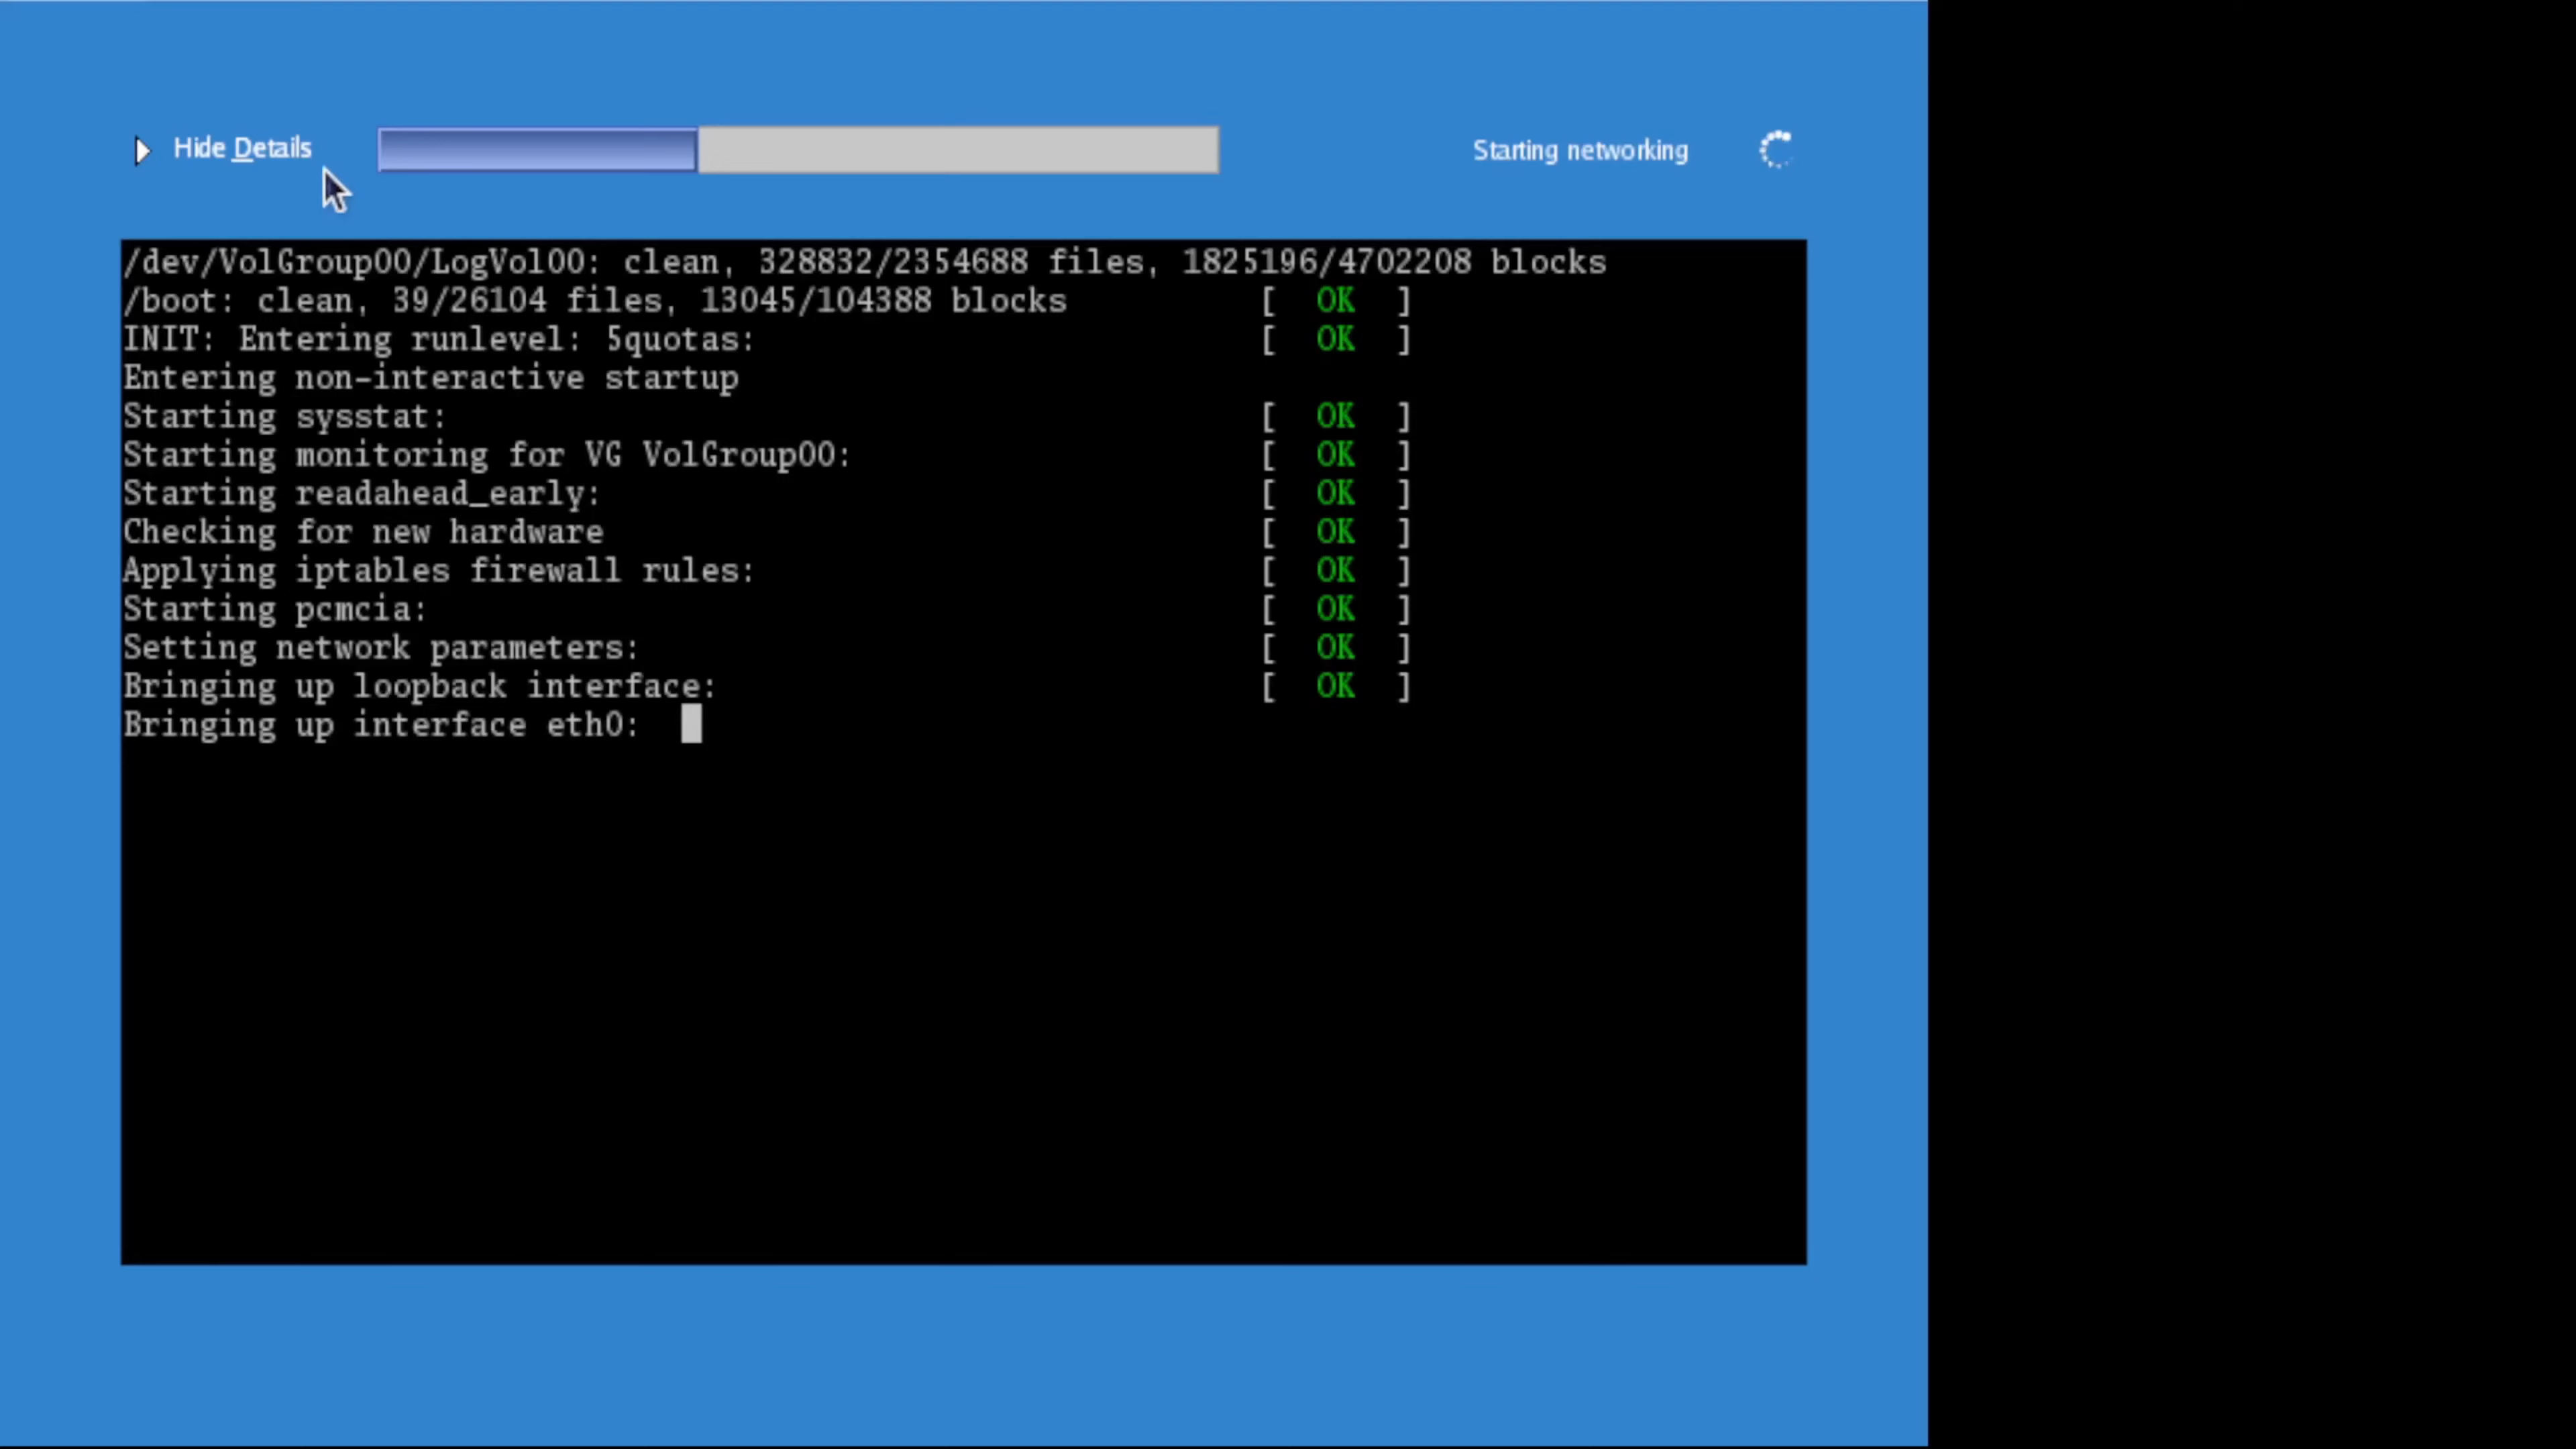 Hide Details
Starting networking
/dev/VolGroup00/LogVol00: clean, 328832/2354688 files, 1825196/4702208 blocks
/boot: clean, 39/26104 files, 13045/104388 blocks [ OK ]
INIT: Entering runlevel: 5quotas: [ OK ]
Entering non-interactive startup
Starting sysstat: [ OK ]
Starting monitoring for VG VolGroup00: [ OK ]
Starting readahead_early: [ OK ]
Checking for new hardware [ OK ]
Applying iptables firewall rules: [ OK ]
Starting pcmcia: [ OK ]
Setting network parameters: [ OK ]
Bringing up loopback interface: [ OK ]
Bringing up interface eth0: